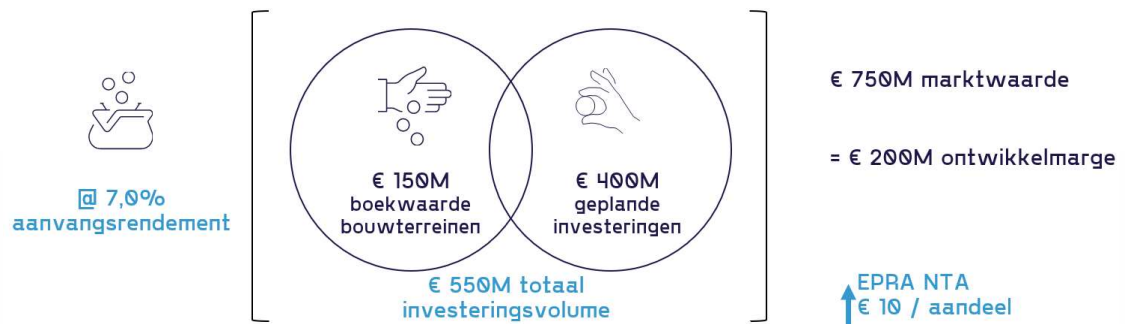 @ 7,0%
aanvangsrendement
€ 150M
boekwaarde
bouwterreinen
€ 400M
geplande
investeringen
€ 550M totaal
investeringsvolume
€ 750M marktwaarde
= € 200M ontwikkelmarge
EPRA NTA
€ 10 / aandeel